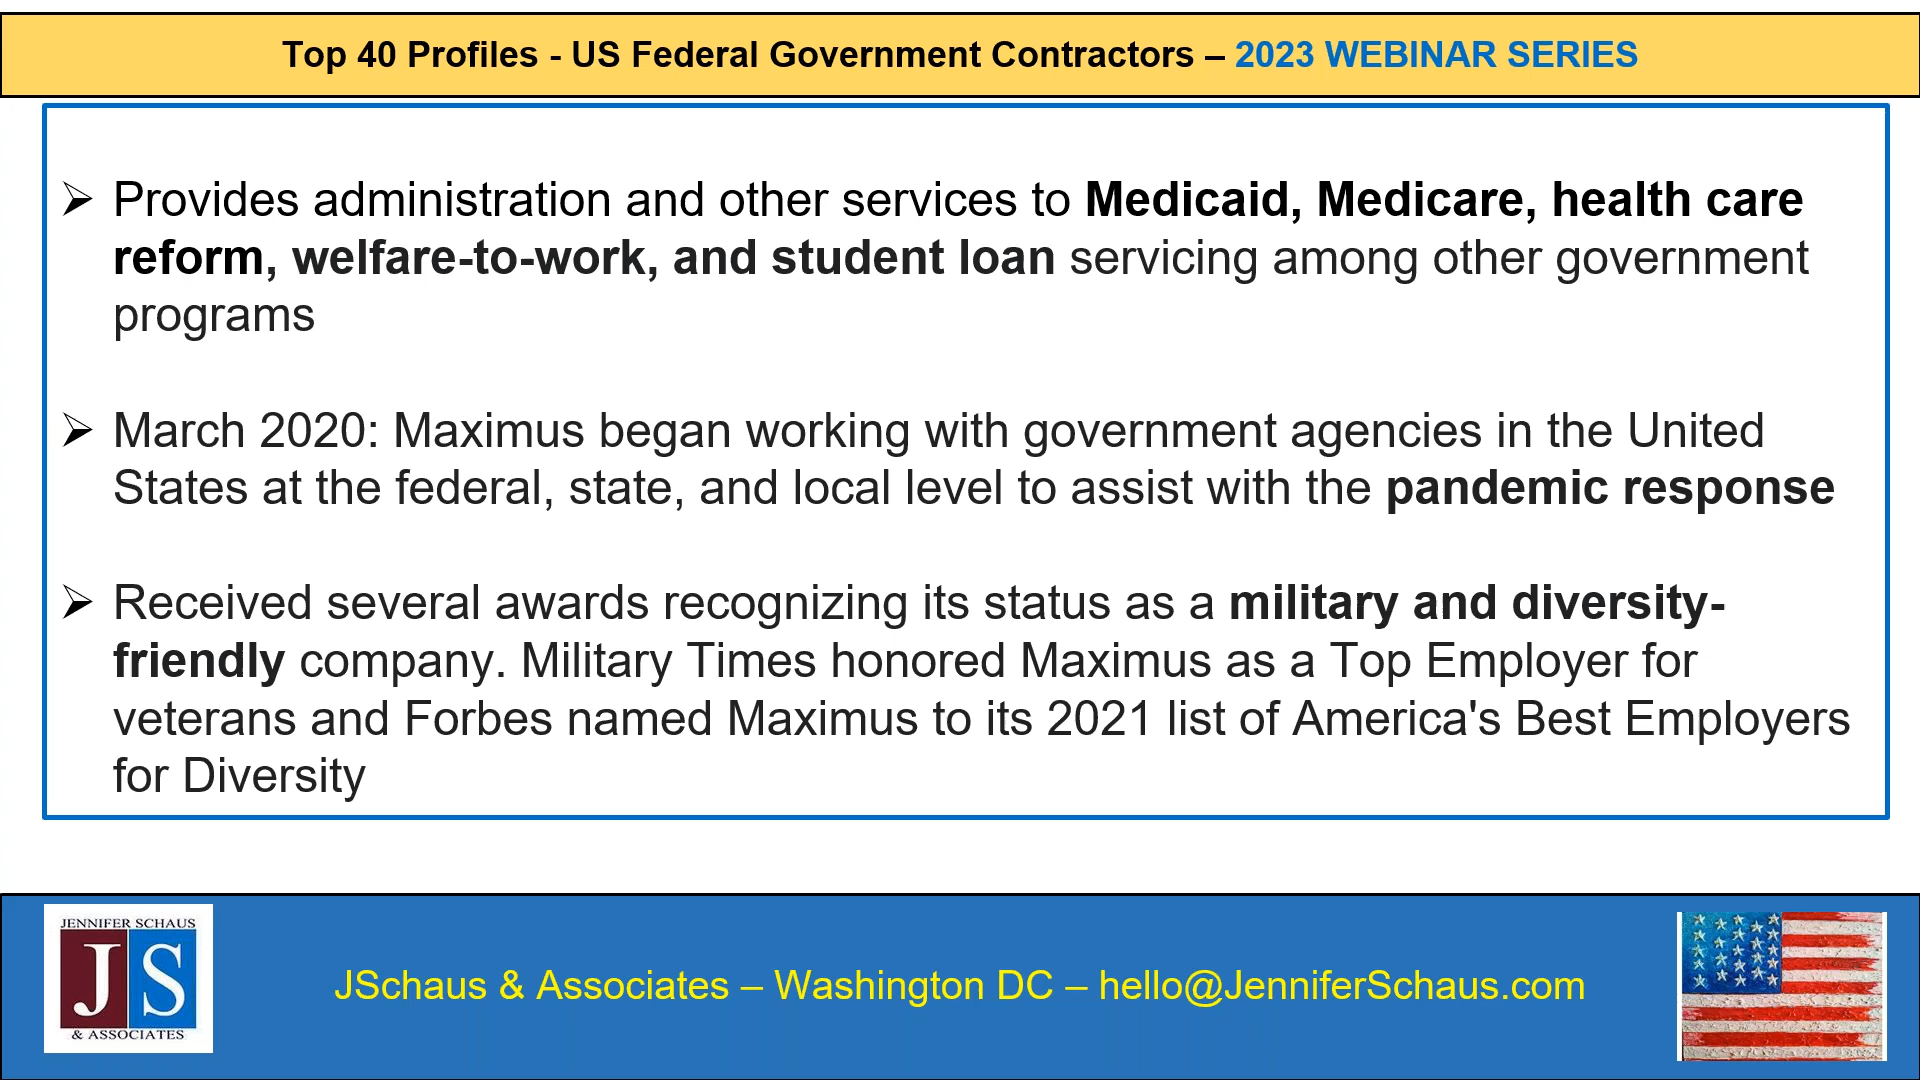 Top 40 Profiles - US Federal Government Contractors – 2023 WEBINAR SERIES
Provides administration and other services to Medicaid, Medicare, health care
reform, welfare-to-work, and student loan servicing among other government
programs
March 2020: Maximus began working with government agencies in the United
States at the federal, state, and local level to assist with the pandemic response
Received several awards recognizing its status as a military and diversity-
friendly company. Military Times honored Maximus as a Top Employer for
veterans and Forbes named Maximus to its 2021 list of America's Best Employers
for Diversity
JENNIFER SCHAUS
JS
& ASSOCIATES
JSchaus & Associates – Washington DC – hello@JenniferSchaus.com